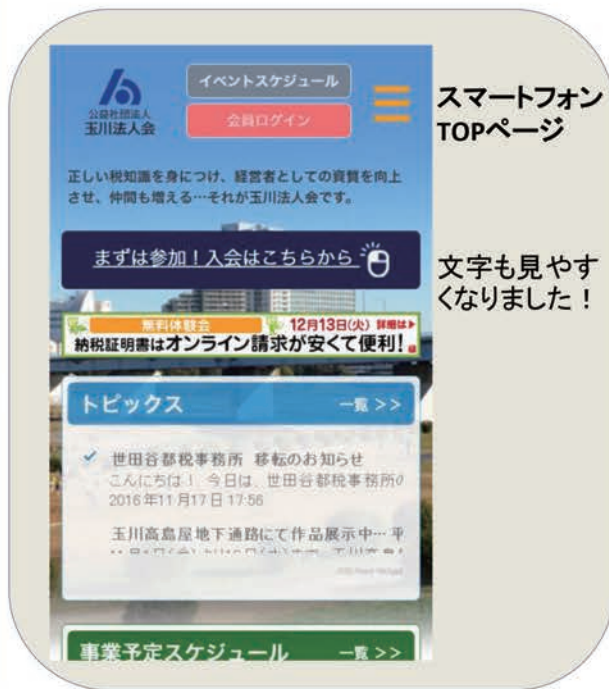 イベントスケジュール
公益社団法人
玉川法人会
会員ログイン
スマートフォン
TOPページ
正しい税知識を身につけ、経営者としての資質を向上
させ、仲間も増える…それが玉川法人会です。
まずは参加！入会はこちらから
文字も見やす
くなりました！
無料体験会
12月13日(火) 詳細は
納税証明書はオンライン請求が安くて便利!
トピックス
一覧 >>
世田谷都税事務所 移転のお知らせ
こんにちは！ 今日は、世田谷都税事務所の
2016年11月17日 17:56
玉川高島屋地下通路にて作品展示中…平
事業予定スケジュール
一覧 >>